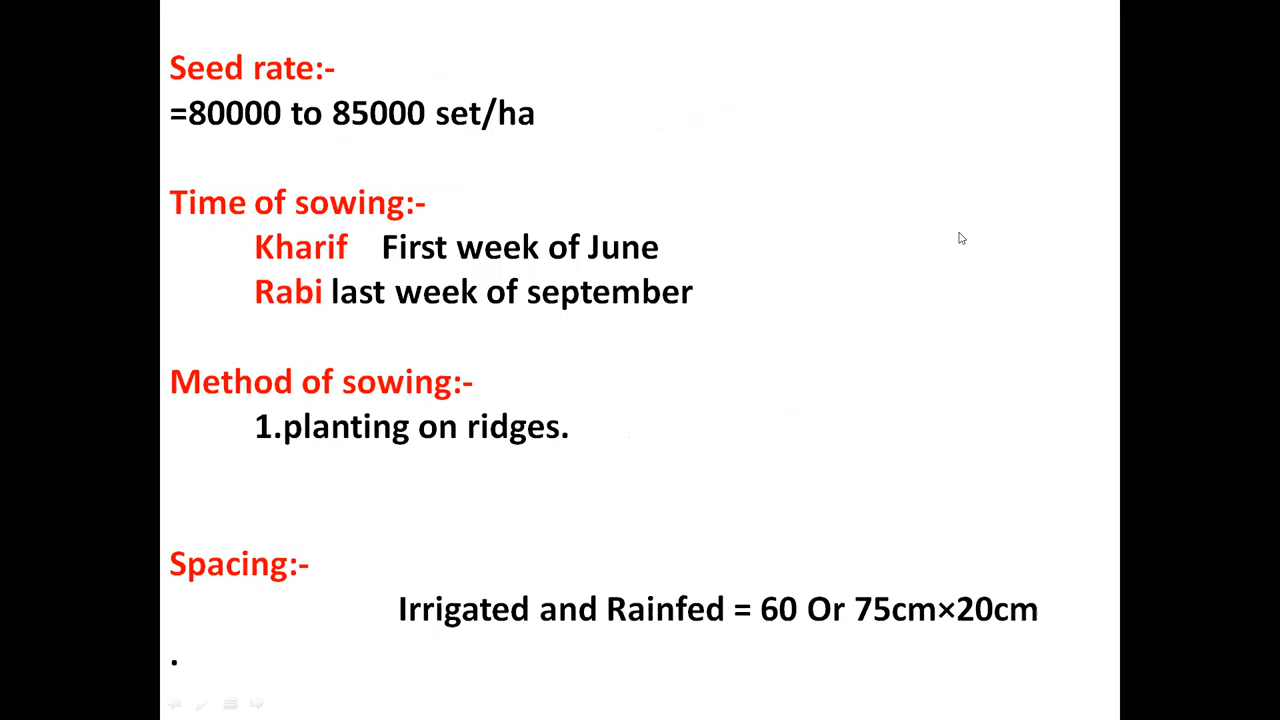 Seed rate:-
=80000 to 85000 set/ha
Time of sowing:-
Kharif First week of June
Rabi last week of september
Method of sowing:-
1.planting on ridges.
Spacing:-
Irrigated and Rainfed = 60 Or 75cm×20cm
.